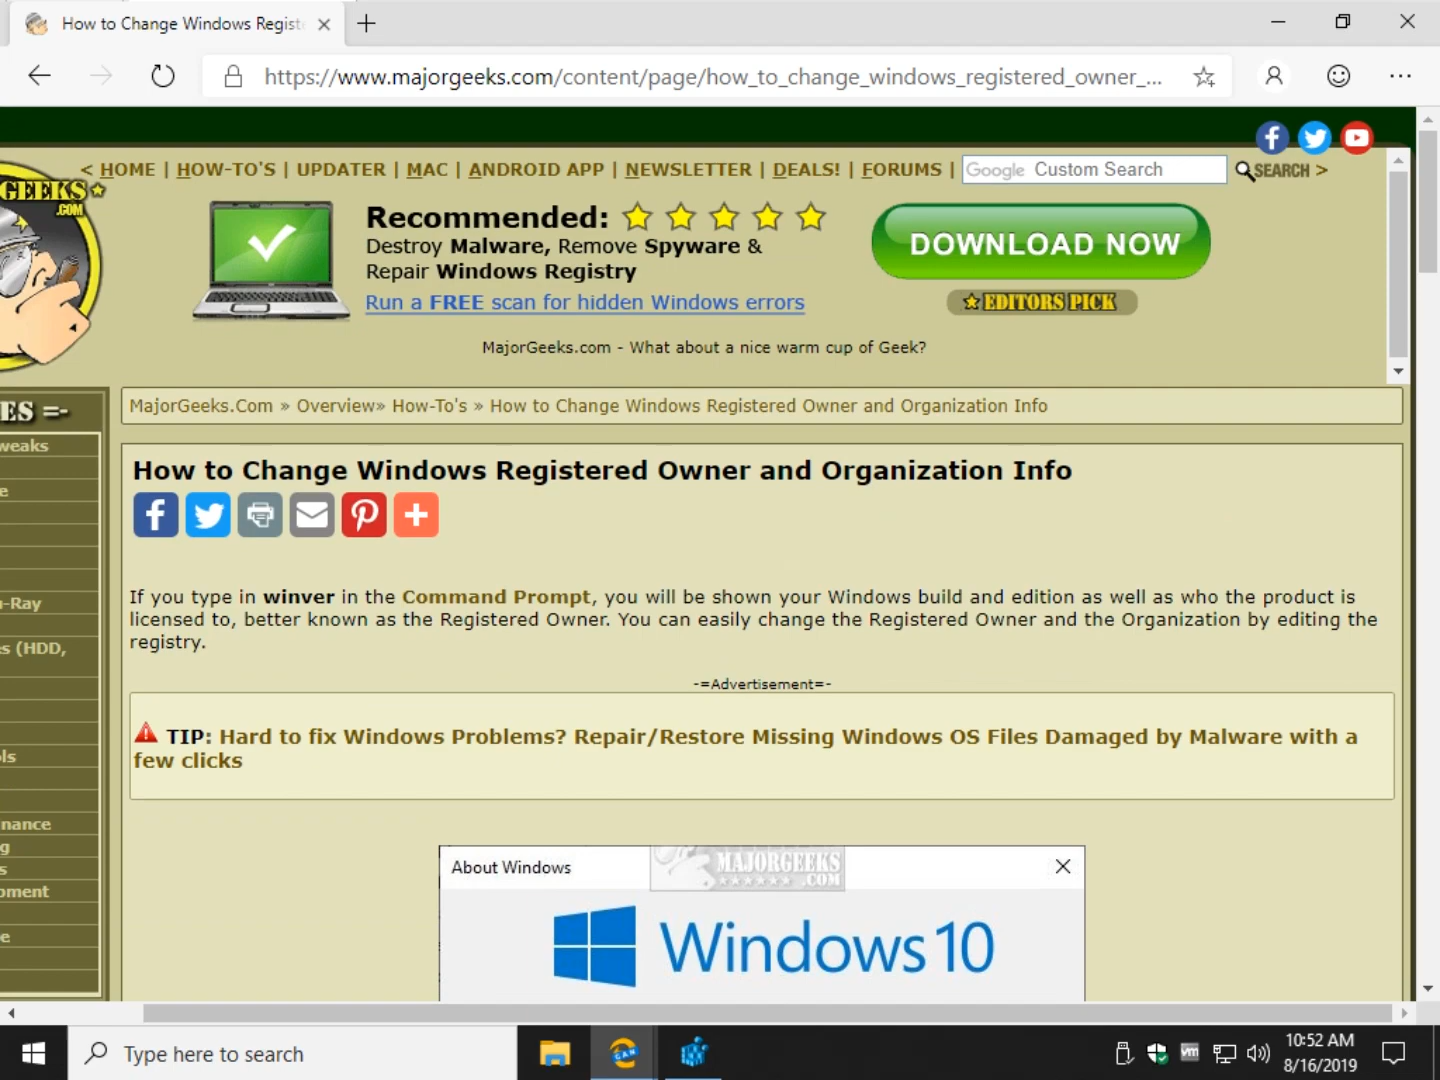 How to Change Windows Regist
https://www.majorgeeks.com/content/page/how_to_change_windows_registered_owner_...
< HOME | HOW-TO'S | UPDATER | MAC | ANDROID APP | NEWSLETTER | DEALS! | FORUMS | Google Custom Search SEARCH >
GEEKS
.COM
Recommended:
Destroy Malware, Remove Spyware &
Repair Windows Registry
Run a FREE scan for hidden Windows errors
DOWNLOAD NOW
EDITORS PICK
MajorGeeks.com - What about a nice warm cup of Geek?
ES =-
weaks
e
-Ray
s (HDD,
ls
nance
g
s
pment
e
MajorGeeks.Com » Overview» How-To's » How to Change Windows Registered Owner and Organization Info
How to Change Windows Registered Owner and Organization Info
If you type in winver in the Command Prompt, you will be shown your Windows build and edition as well as who the product is
licensed to, better known as the Registered Owner. You can easily change the Registered Owner and the Organization by editing the
registry.
-=Advertisement=-
TIP: Hard to fix Windows Problems? Repair/Restore Missing Windows OS Files Damaged by Malware with a
few clicks
About Windows
MAJORGEEKS
.COM
Windows 10
Type here to search
CAN
vm
10:52 AM
8/16/2019